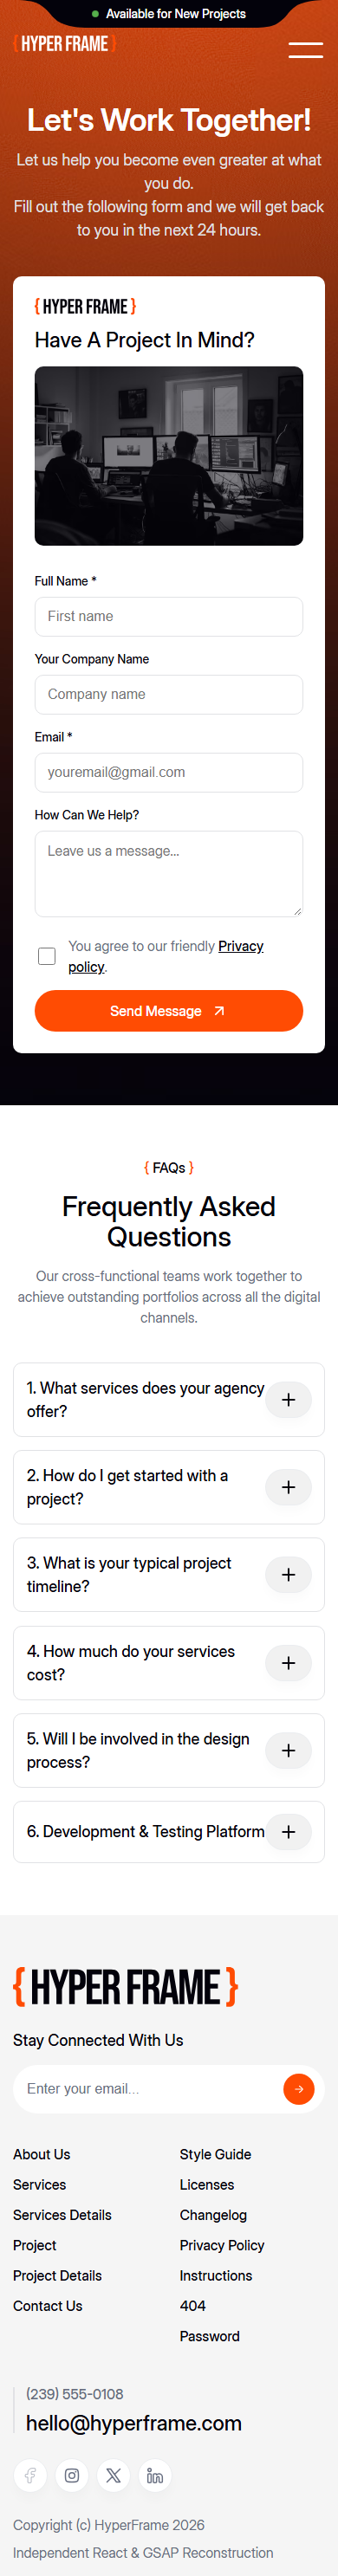 Available for New Projects
{ HYPER FRAME }
Let's Work Together!
Let us help you become even greater at what
you do.
Fill out the following form and we will get back
to you in the next 24 hours.
{ HYPER FRAME }
Have A Project In Mind?
Full Name *
First name
Your Company Name
Company name
Email *
youremail@gmail.com
How Can We Help?
Leave us a message...
You agree to our friendly Privacy
policy.
Send Message
{ FAQs }
Frequently Asked
Questions
Our cross-functional teams work together to
achieve outstanding portfolios across all the digital
channels.
1. What services does your agency
offer?
2. How do I get started with a
project?
3. What is your typical project
timeline?
4. How much do your services
cost?
5. Will I be involved in the design
process?
6. Development & Testing Platform
{ HYPER FRAME }
Stay Connected With Us
Enter your email...
About Us
Services
Services Details
Project
Project Details
Contact Us
Style Guide
Licenses
Changelog
Privacy Policy
Instructions
404
Password
(239) 555-0108
hello@hyperframe.com
Copyright (c) HyperFrame 2026
Independent React & GSAP Reconstruction